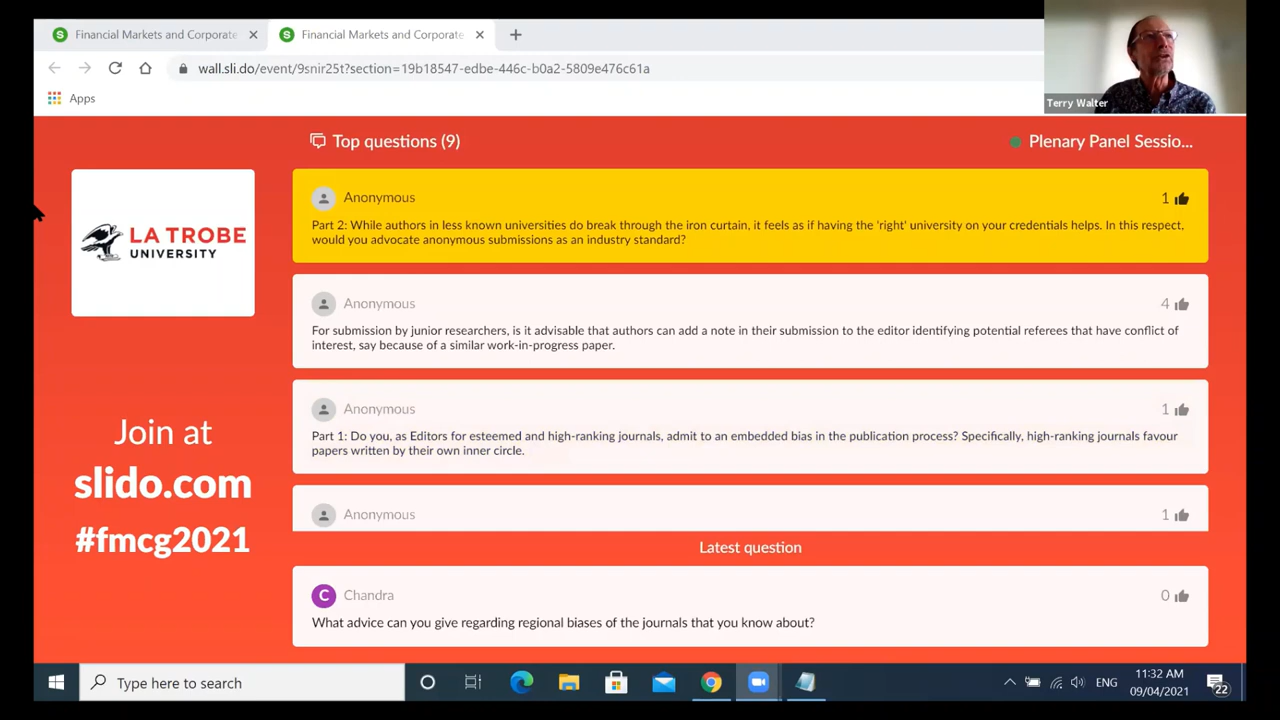 Financial Markets and Corporate
Financial Markets and Corporate
wall.sli.do/event/9snir25t?section=19b18547-edbe-446c-b0a2-5809e476c61a
Apps
Terry Walter
Top questions (9)
Plenary Panel Sessio...
LA TROBE
UNIVERSITY
Anonymous
1
Part 2: While authors in less known universities do break through the iron curtain, it feels as if having the 'right' university on your credentials helps. In this respect,
would you advocate anonymous submissions as an industry standard?
Anonymous
4
For submission by junior researchers, is it advisable that authors can add a note in their submission to the editor identifying potential referees that have conflict of
interest, say because of a similar work-in-progress paper.
Anonymous
1
Part 1: Do you, as Editors for esteemed and high-ranking journals, admit to an embedded bias in the publication process? Specifically, high-ranking journals favour
papers written by their own inner circle.
Anonymous
1
Join at
slido.com
#fmcg2021
Latest question
C
Chandra
0
What advice can you give regarding regional biases of the journals that you know about?
Type here to search
ENG
11:32 AM
09/04/2021
22